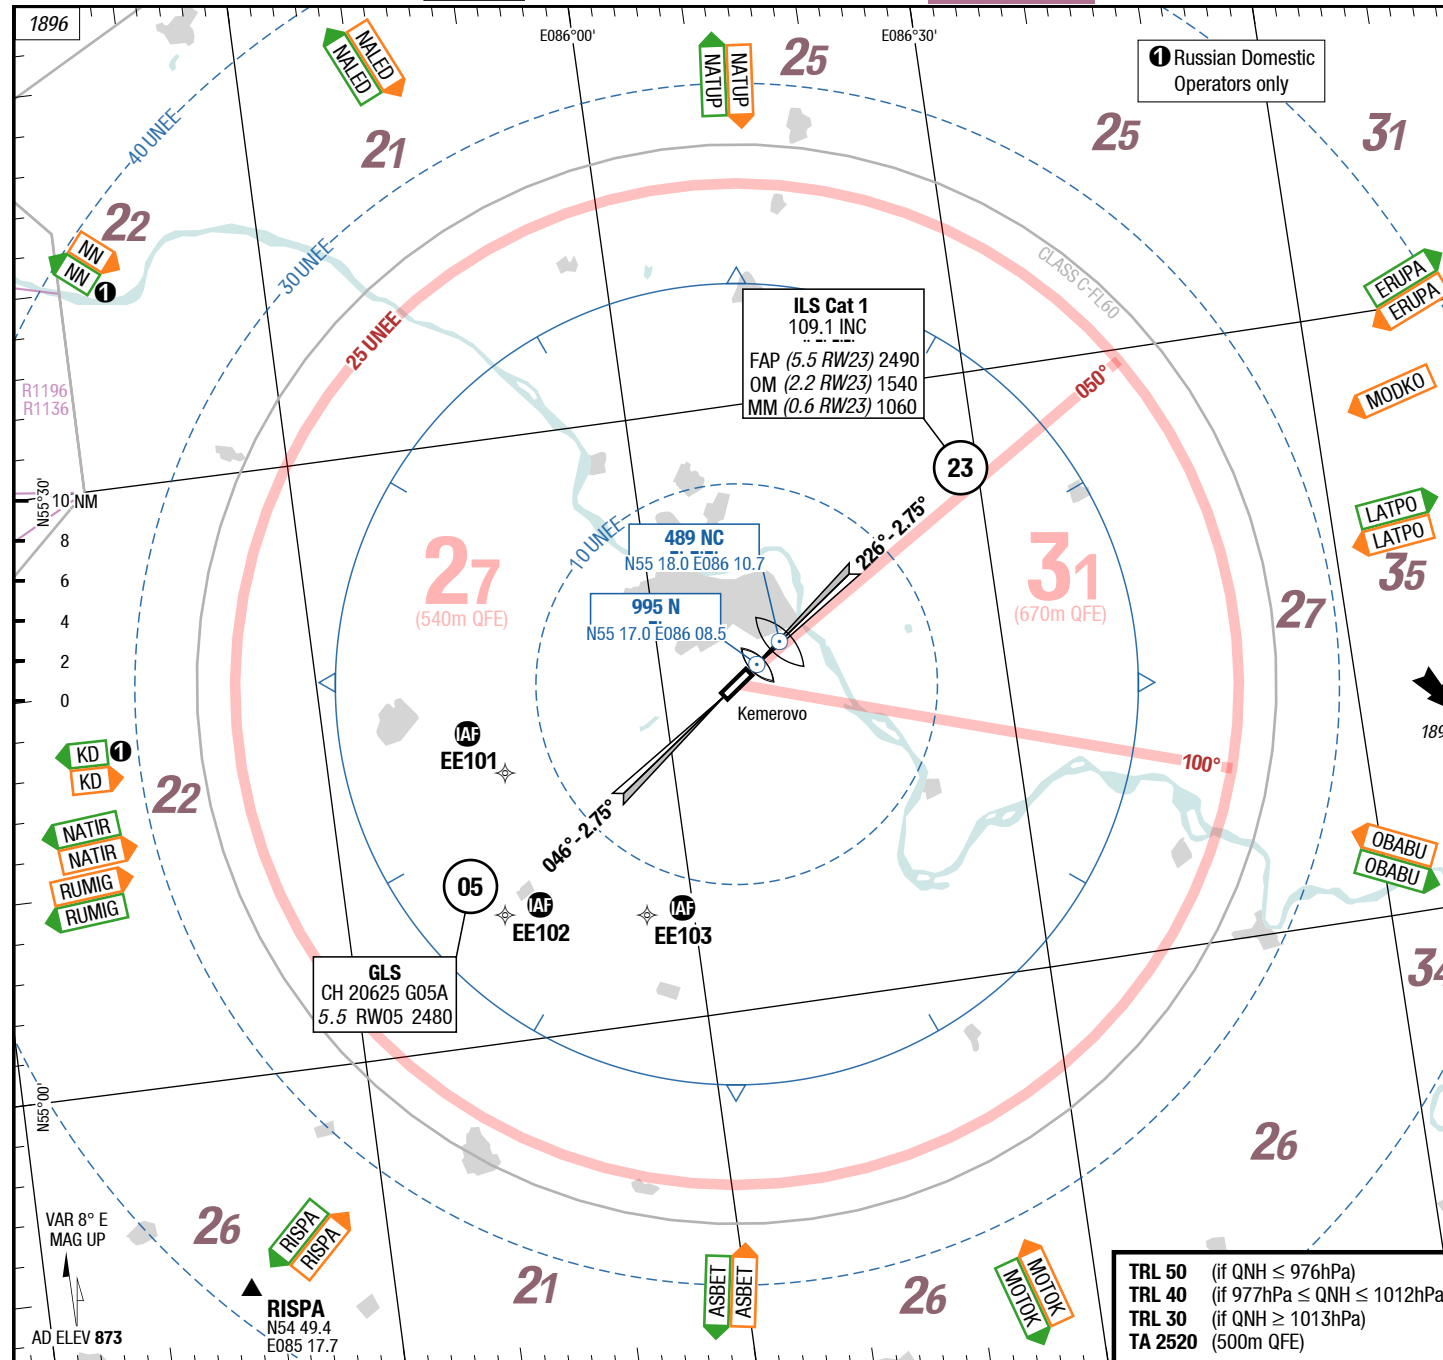 1896
E086°00'
E086°30'
NALED
NALED
NATUP
NATUP
25
❶ Russian Domestic
Operators only
40 UNEE
21
25
31
22
NN
NN
❶
30 UNEE
CLASS C-FL60
ERUPA
ERUPA
ILS Cat 1
109.1 INC
FAP (5.5 RW23) 2490
OM (2.2 RW23) 1540
MM (0.6 RW23) 1060
25 UNEE
050°
MODKO
R1196
R1136
23
N55°30'
10 NM
8
6
4
2
0
LATPO
LATPO
35
226°- 2.75°
10 UNEE
489 NC
N55 18.0 E086 10.7
27
(540m QFE)
31
(670m QFE)
27
995 N
N55 17.0 E086 08.5
Kemerovo
189
IAF
EE101
KD
❶
KD
100°
22
NATIR
NATIR
RUMIG
RUMIG
046°- 2.75°
OBABU
OBABU
05
IAF
EE102
IAF
EE103
34
GLS
CH 20625 G05A
5.5 RW05 2480
N55°00'
26
26
RISPA
RISPA
VAR 8° E
MAG UP
AD ELEV 873
RISPA
N54 49.4
E085 17.7
21
ASBET
ASBET
26
MOTOK
MOTOK
TRL 50 (if QNH ≤ 976hPa)
TRL 40 (if 977hPa ≤ QNH ≤ 1012hPa
TRL 30 (if QNH ≥ 1013hPa)
TA 2520 (500m QFE)